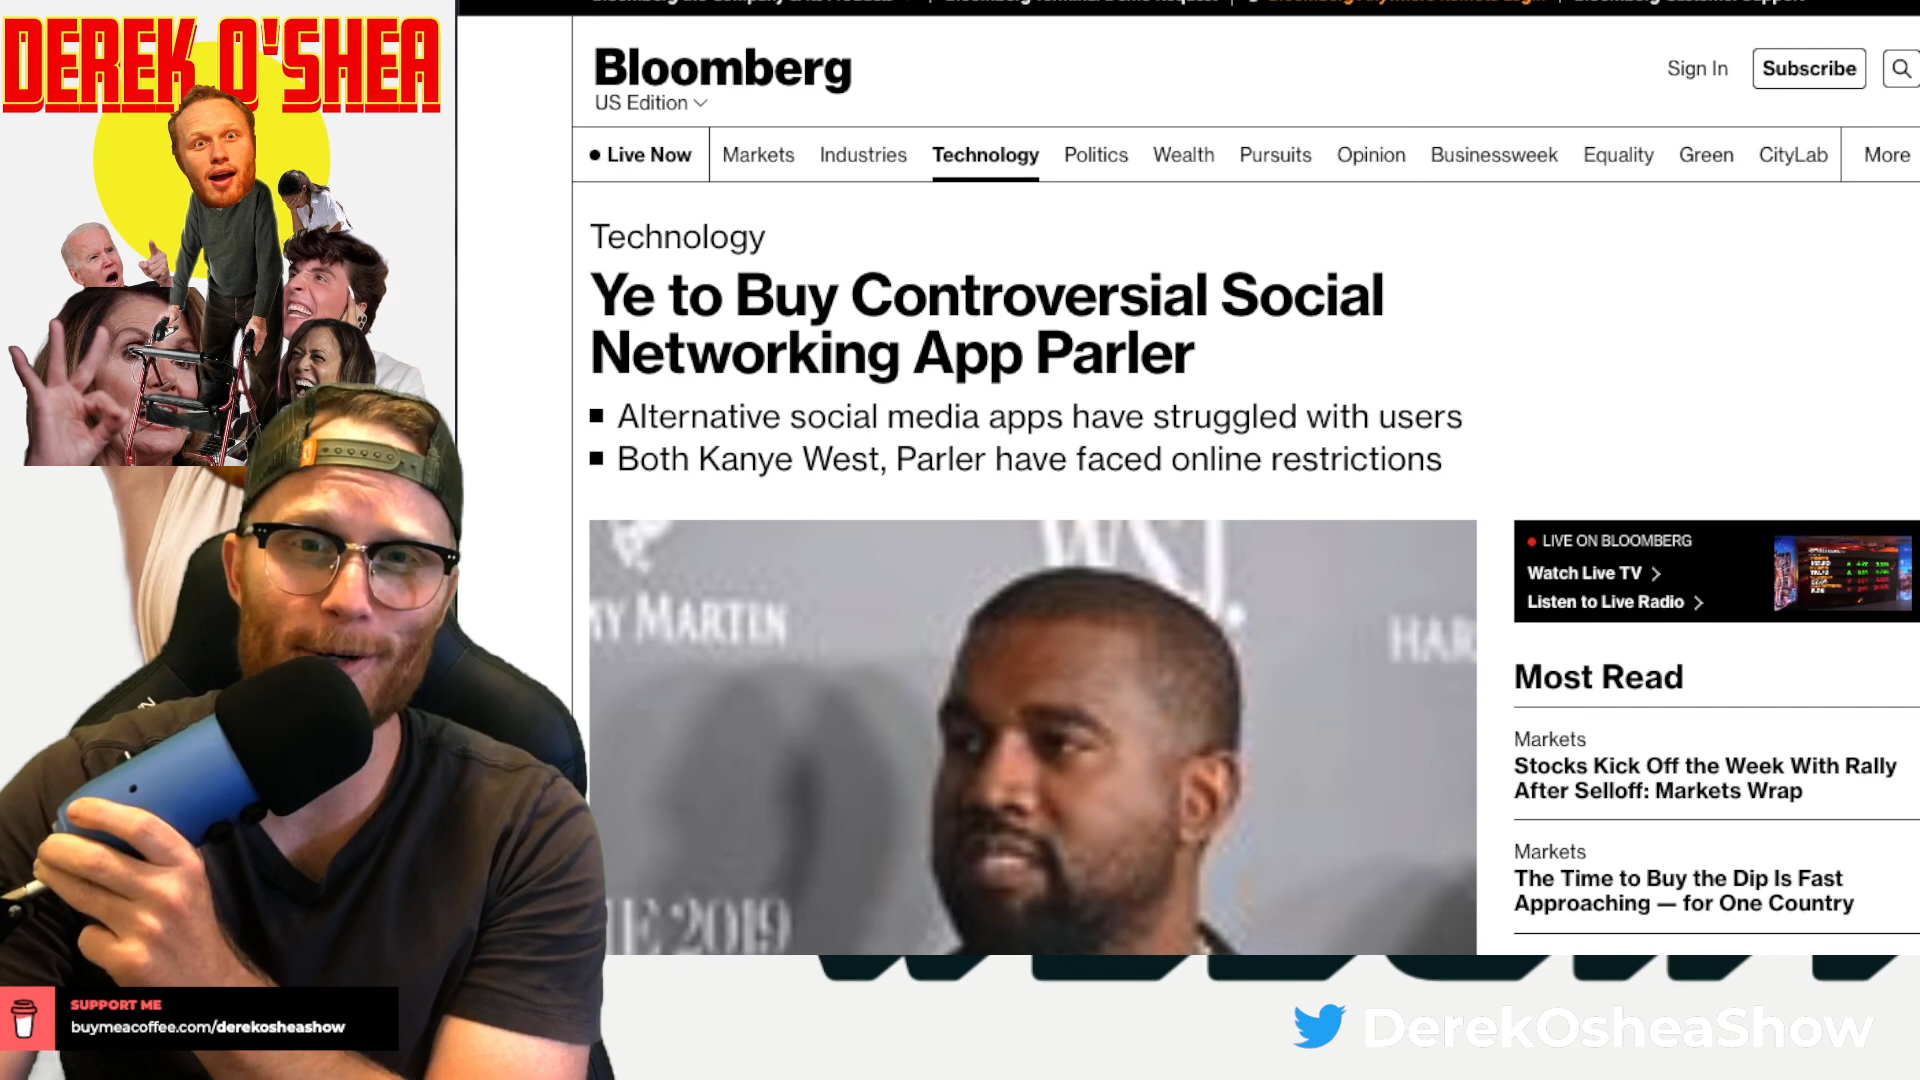 DEREK O'SHEA
Bloomberg
US Edition
Sign In
Subscribe
Live Now
Markets
Industries
Technology
Politics
Wealth
Pursuits
Opinion
Businessweek
Equality
Green
CityLab
More
Technology
Ye to Buy Controversial Social
Networking App Parler
Alternative social media apps have struggled with users
Both Kanye West, Parler have faced online restrictions
MARTIN
HAR
E 2019
LIVE ON BLOOMBERG
Watch Live TV
Listen to Live Radio
Most Read
Markets
Stocks Kick Off the Week With Rally
After Selloff: Markets Wrap
Markets
The Time to Buy the Dip Is Fast
Approaching — for One Country
SUPPORT ME
buymeacoffee.com/derekosheashow
DerekOsheaShow